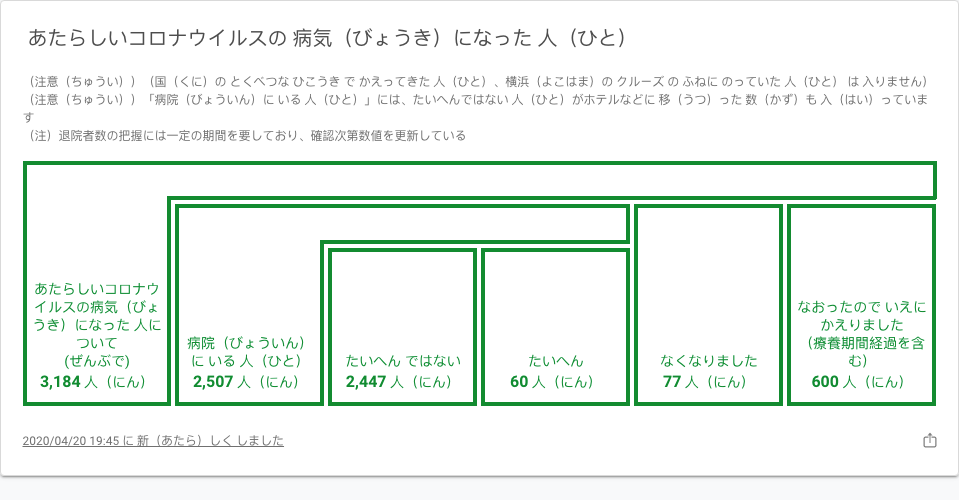 あたらしいコロナウイルスの 病気（びょうき）になった 人（ひと）
（注意（ちゅうい））（国（くに）の とくべつな ひこうき で かえってきた 人（ひと）、横浜（よこはま）の クルーズ の ふねに のっていた 人（ひと） は 入りません）
（注意（ちゅうい））「病院（びょういん）に いる 人（ひと）」には、たいへんではない 人（ひと）がホテルなどに 移（うつ）った 数（かず）も 入（はい）っていま
す
（注）退院者数の把握には一定の期間を要しており、確認次第数値を更新している
あたらしいコロナウ
イルスの病気（びょ
うき）になった 人に
ついて
(ぜんぶで)
3,184 人（にん）
病院（びょういん）
に いる 人（ひと）
2,507 人（にん）
たいへん ではない
2,447 人（にん）
たいへん
60 人（にん）
なくなりました
77 人（にん）
なおったので いえに
かえりました
（療養期間経過を含
む）
600 人（にん）
2020/04/20 19:45 に 新（あたら）しく しました